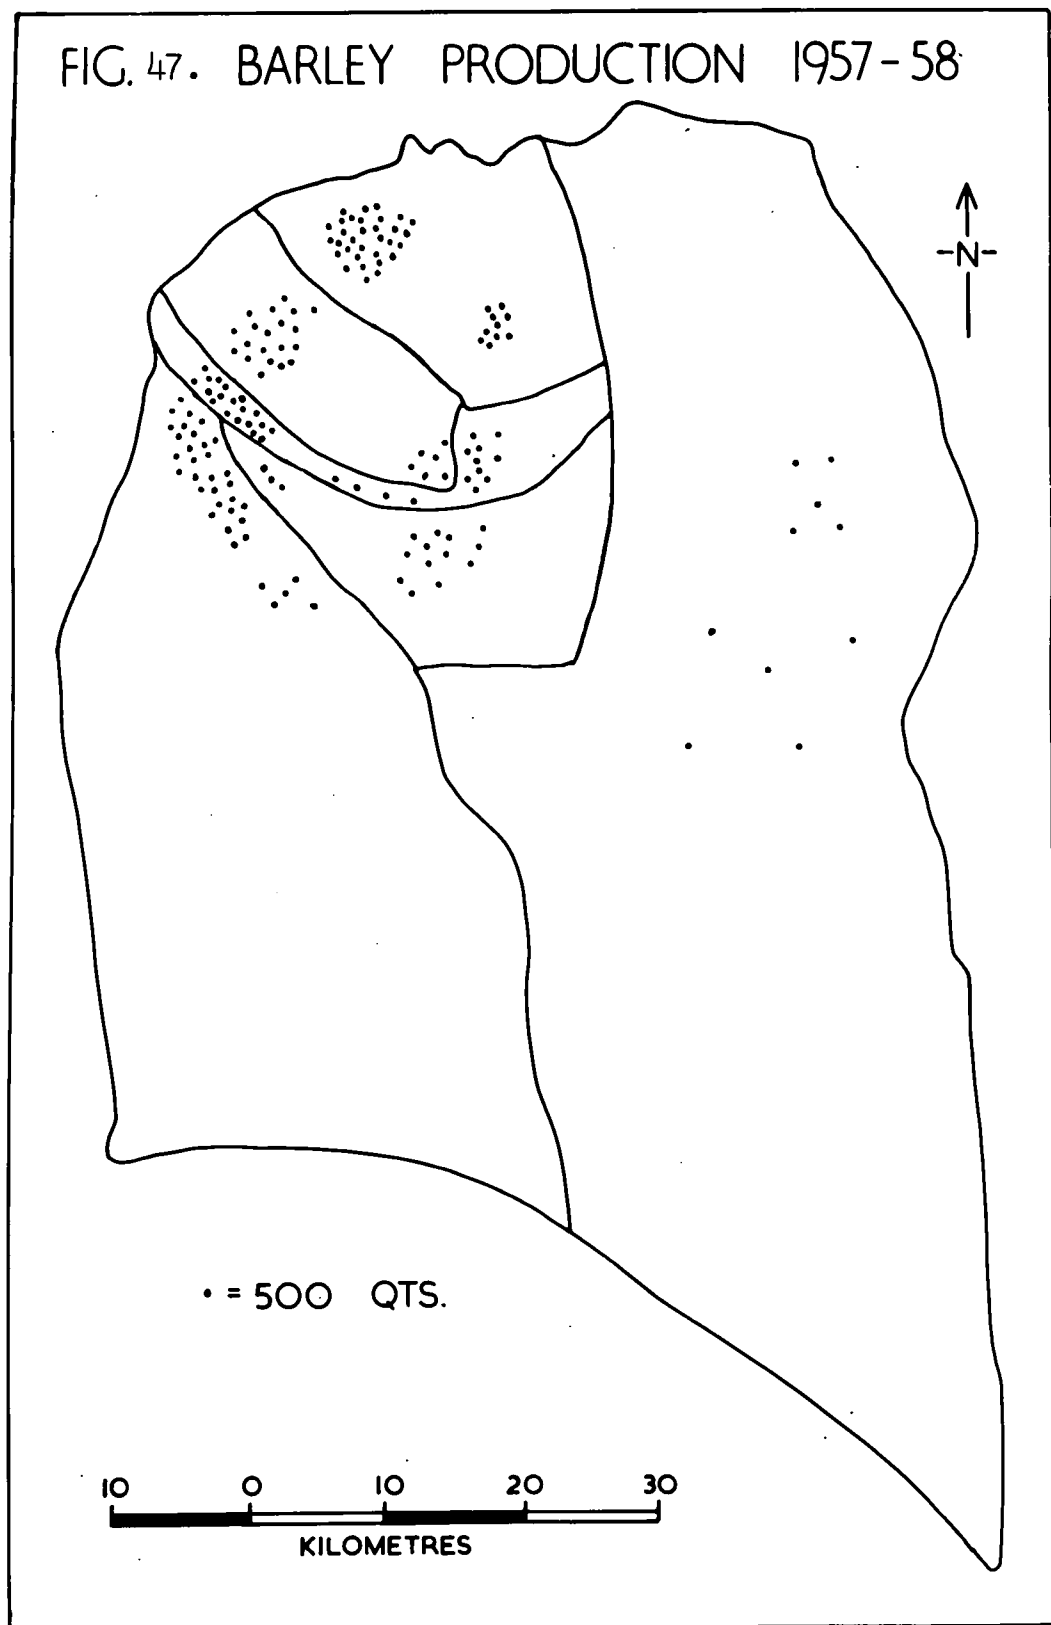 FIG. 47. BARLEY PRODUCTION 1957-58
-N-
• = 500 QTS.
10 0 10 20 30
KILOMETRES